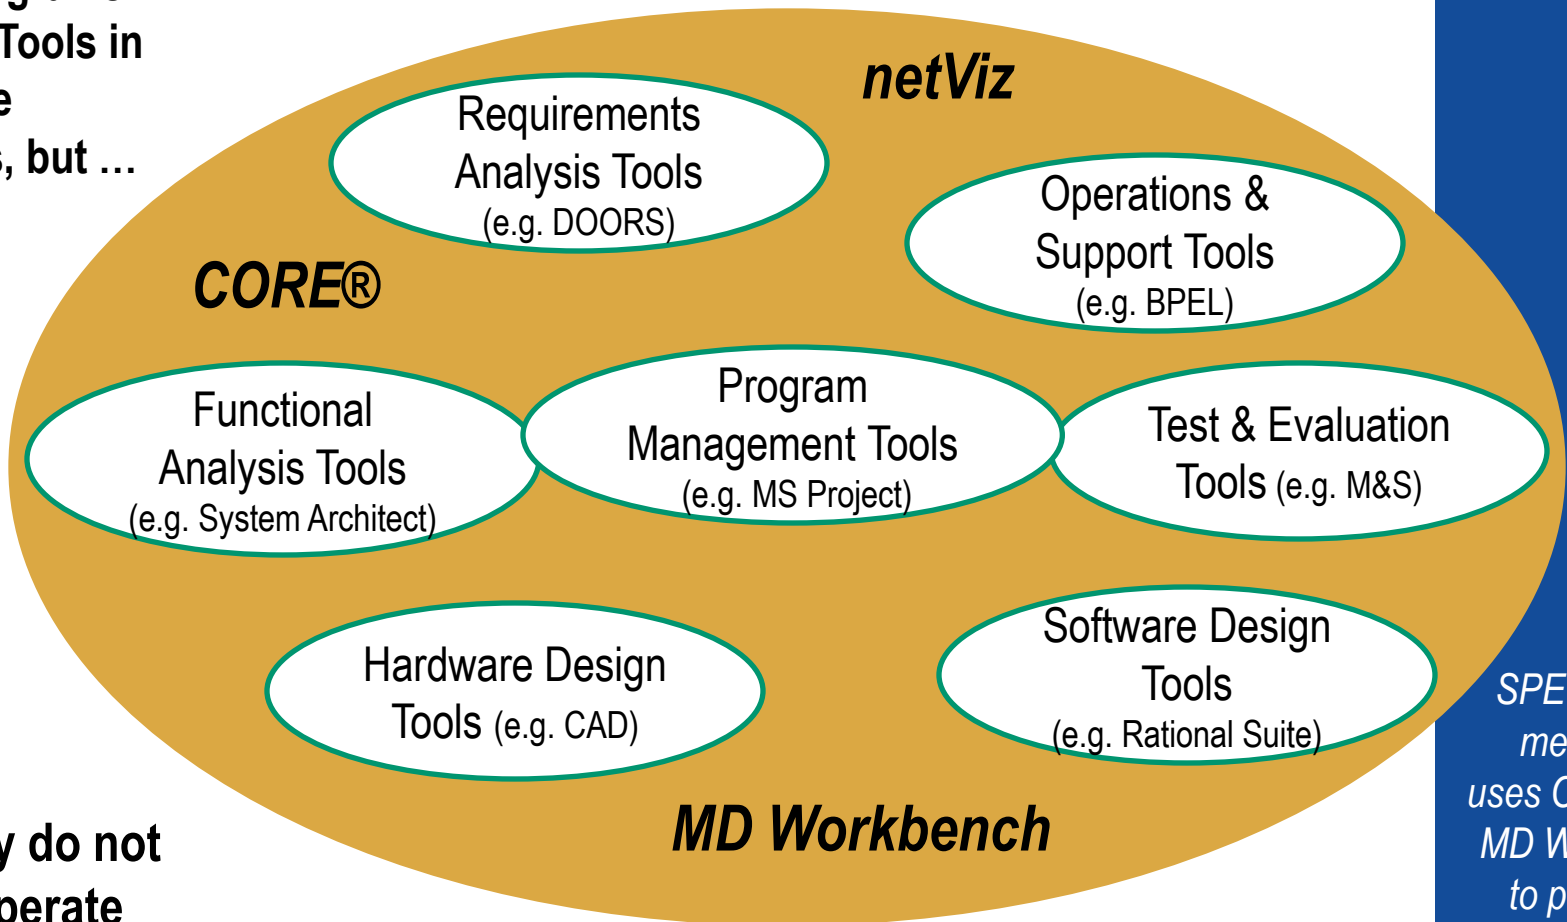 Tools in
, but …
netViz
Requirements
Analysis Tools
(e.g. DOORS)
Operations &
Support Tools
(e.g. BPEL)
CORE®
Functional
Analysis Tools
(e.g. System Architect)
Program
Management Tools
(e.g. MS Project)
Test & Evaluation
Tools (e.g. M&S)
Hardware Design
Tools (e.g. CAD)
Software Design
Tools
(e.g. Rational Suite)
MD Workbench
do not
SPE
me
uses C
MD W
to p